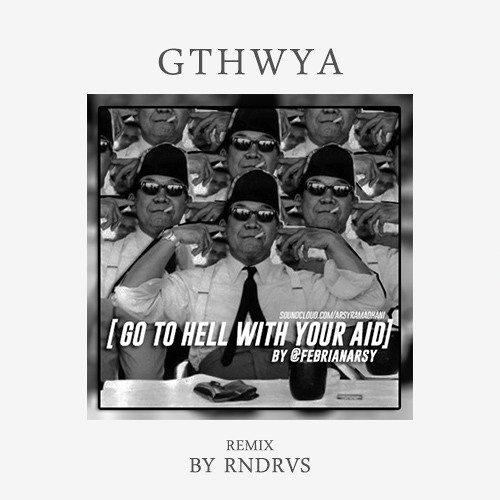 GTHWYA
SOUNDCLOUD.COM/ARSYRAMADHANI
[ GO TO HELL WITH YOUR AID]
BY @FEBRIANARSY
REMIX
BY RNDRVS